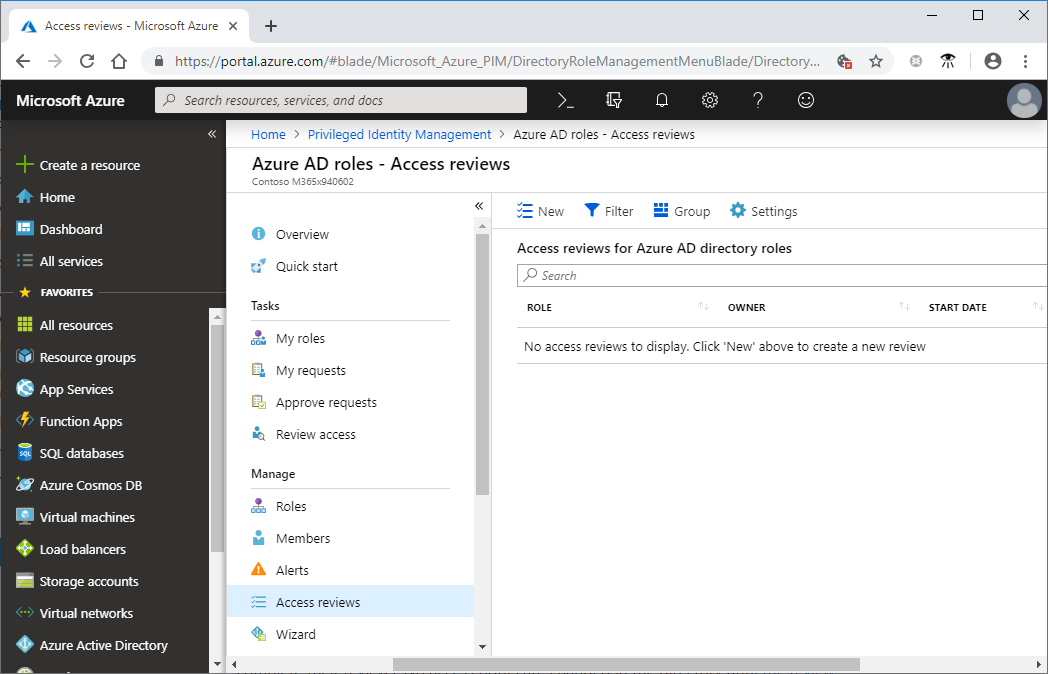 Access reviews - Microsoft Azure
https://portal.azure.com/#blade/Microsoft_Azure_PIM/DirectoryRoleManagementMenuBlade/Directory...
Microsoft Azure
Search resources, services, and docs
Home > Privileged Identity Management > Azure AD roles - Access reviews
Azure AD roles - Access reviews
Contoso M365x940602
Create a resource
Home
Dashboard
All services
FAVORITES
All resources
Resource groups
App Services
Function Apps
SQL databases
Azure Cosmos DB
Virtual machines
Load balancers
Storage accounts
Virtual networks
Azure Active Directory
Overview
Quick start
Tasks
My roles
My requests
Approve requests
Review access
Manage
Roles
Members
Alerts
Access reviews
Wizard
New Filter Group Settings
Access reviews for Azure AD directory roles
Search
ROLE OWNER START DATE
No access reviews to display. Click 'New' above to create a new review